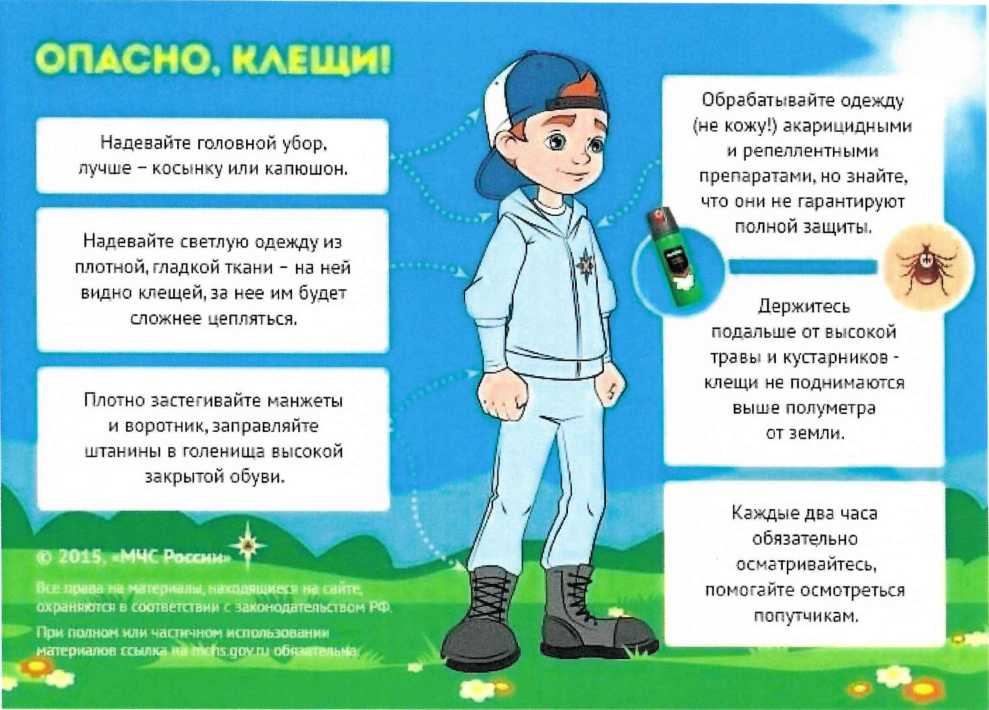 ОПАСНО, КЛЕЩИ!
Надевайте головной убор,
лучше – косынку или капюшон.
Надевайте светлую одежду из
плотной, гладкой ткани – на ней
видно клещей, за нее им будет
сложнее цепляться.
Плотно застегивайте манжеты
и воротник, заправляйте
штанины в голенища высокой
закрытой обуви.
© 2015, «МЧС России»
Все права на материалы, находящиеся на сайте,
охраняются в соответствии с законодательством РФ.
При полном или частичном использовании
материалов ссылка на mchs.gov.ru обязательна
Обрабатывайте одежду
(не кожу!) акарицидными
и репеллентными
препаратами, но знайте,
что они не гарантируют
полной защиты.
Держитесь
подальше от высокой
травы и кустарников -
клещи не поднимаются
выше полуметра
от земли.
Каждые два часа
обязательно
осматривайтесь,
помогайте осмотреться
попутчикам.